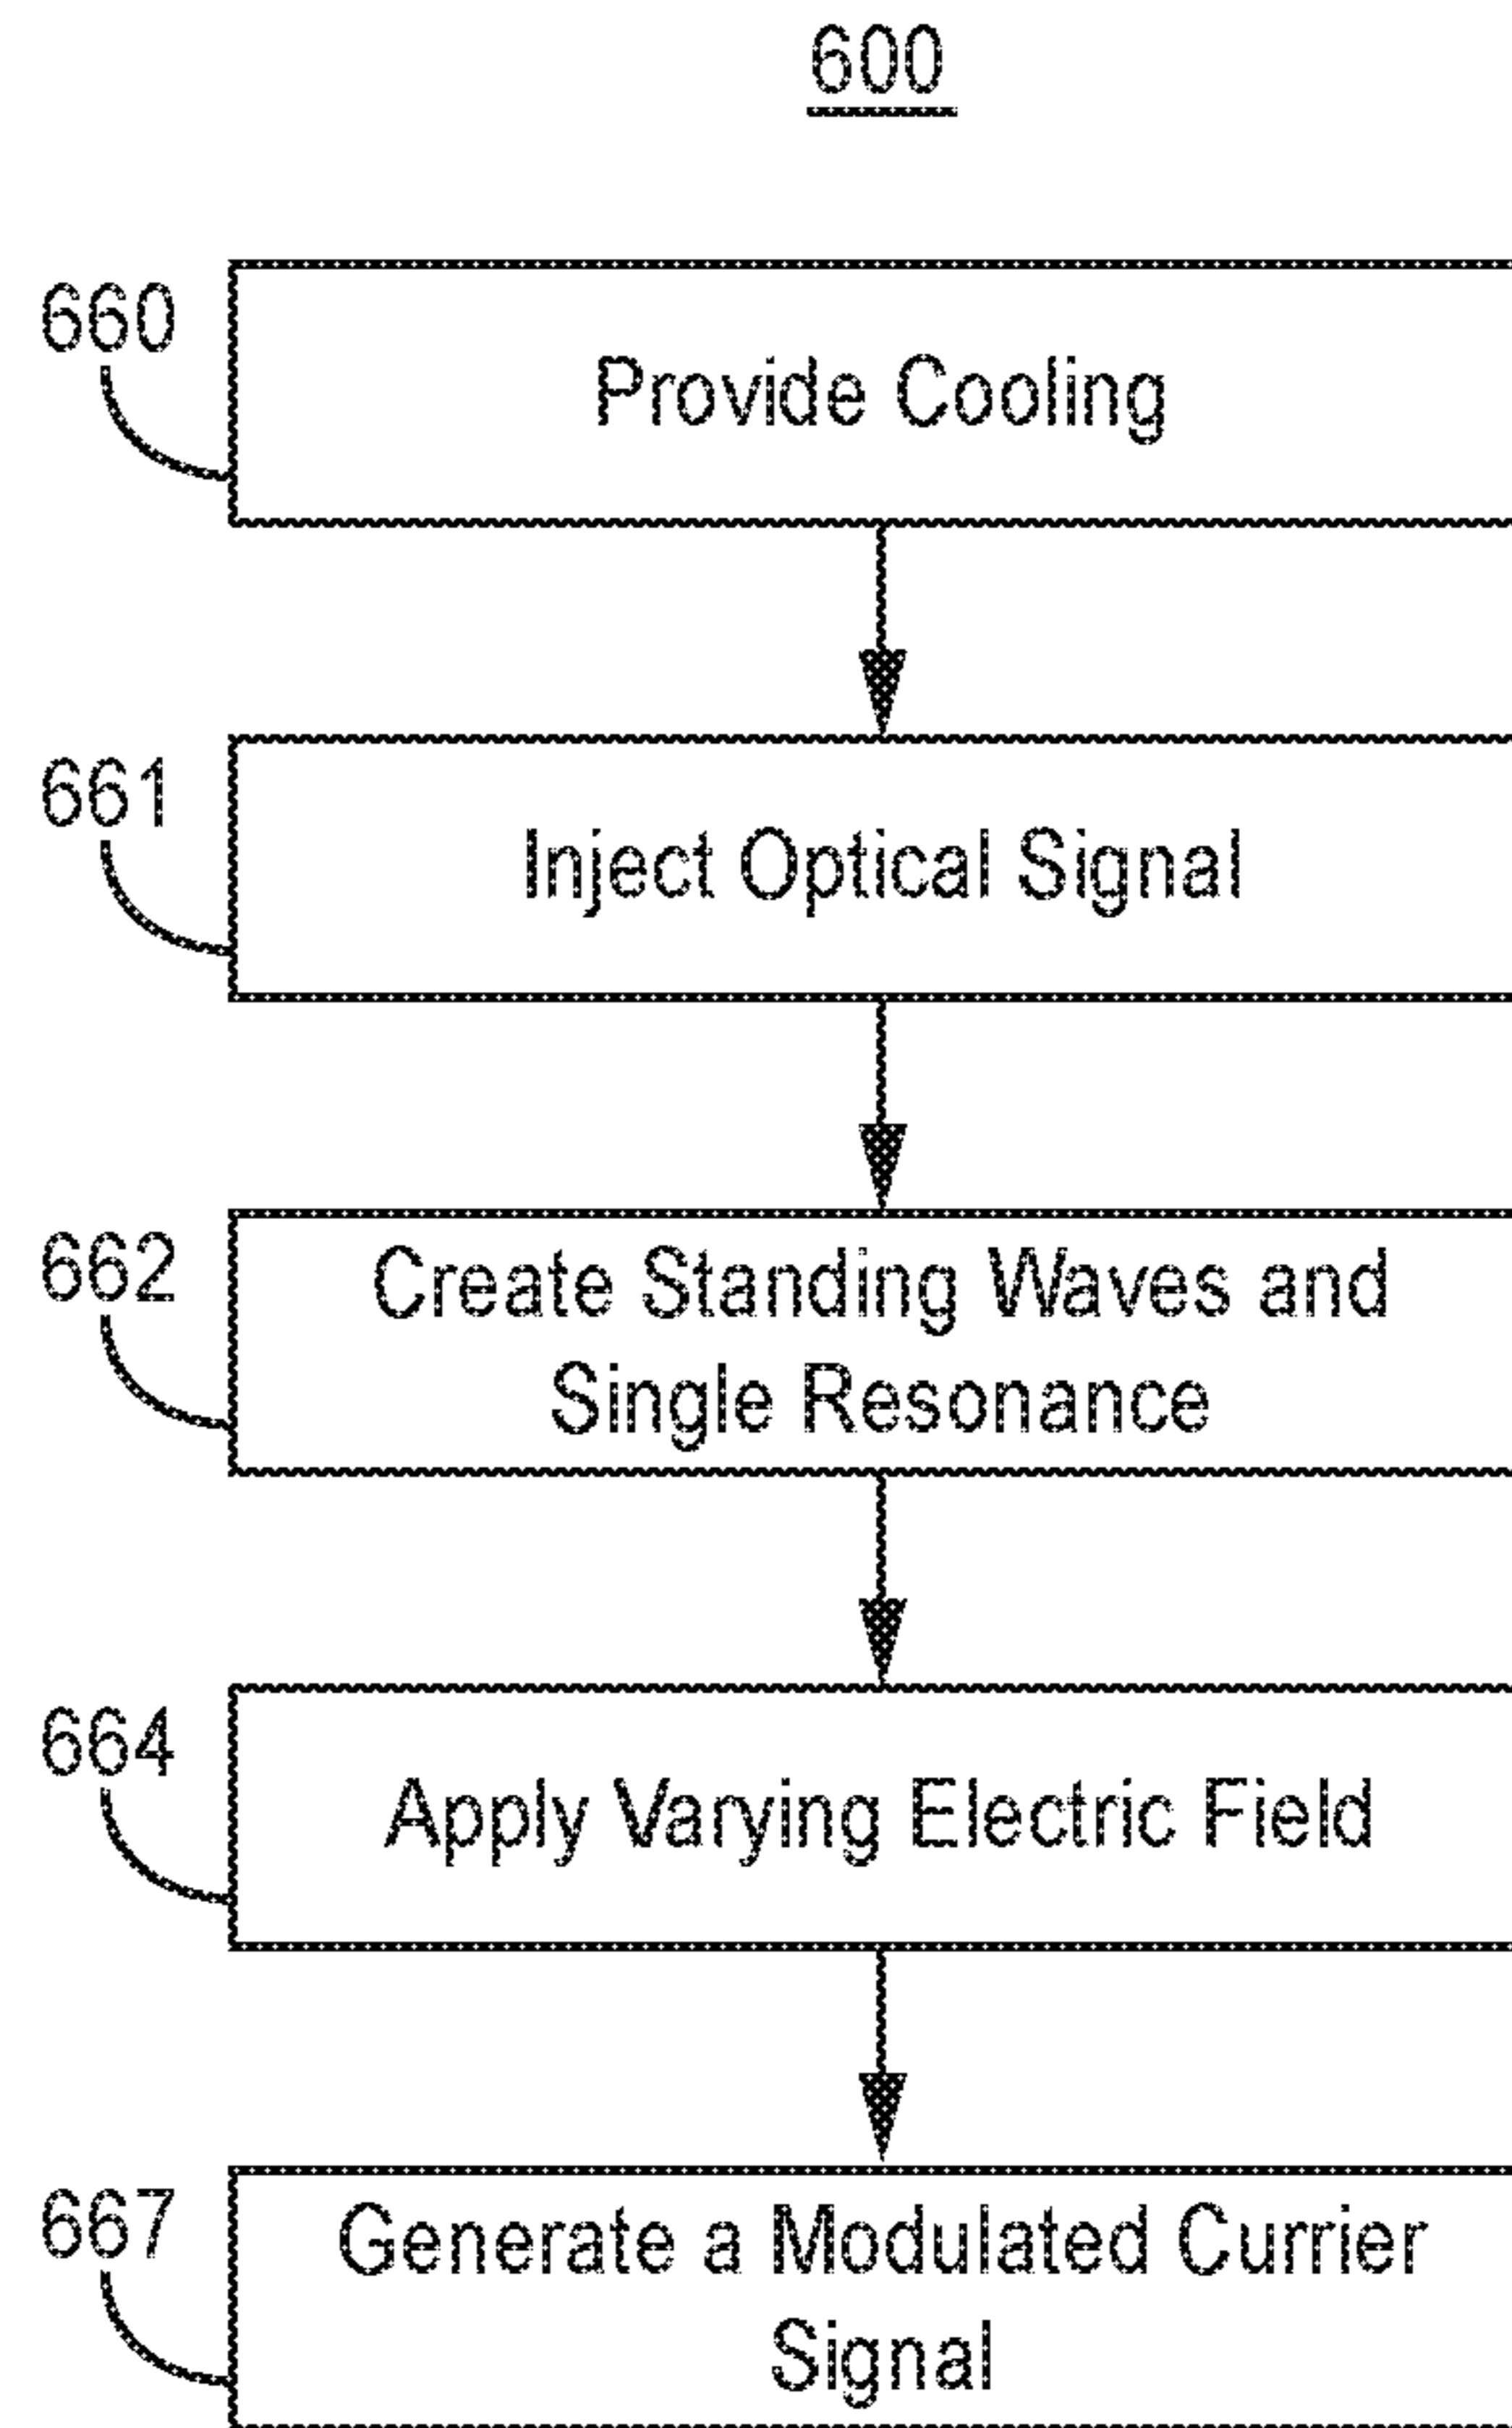 600
660
Provide Cooling
661
Inject Optical Signal
662
Create Standing Waves and
Single Resonance
664
Apply Varying Electric Field
667
Generate a Modulated Currier
Signal